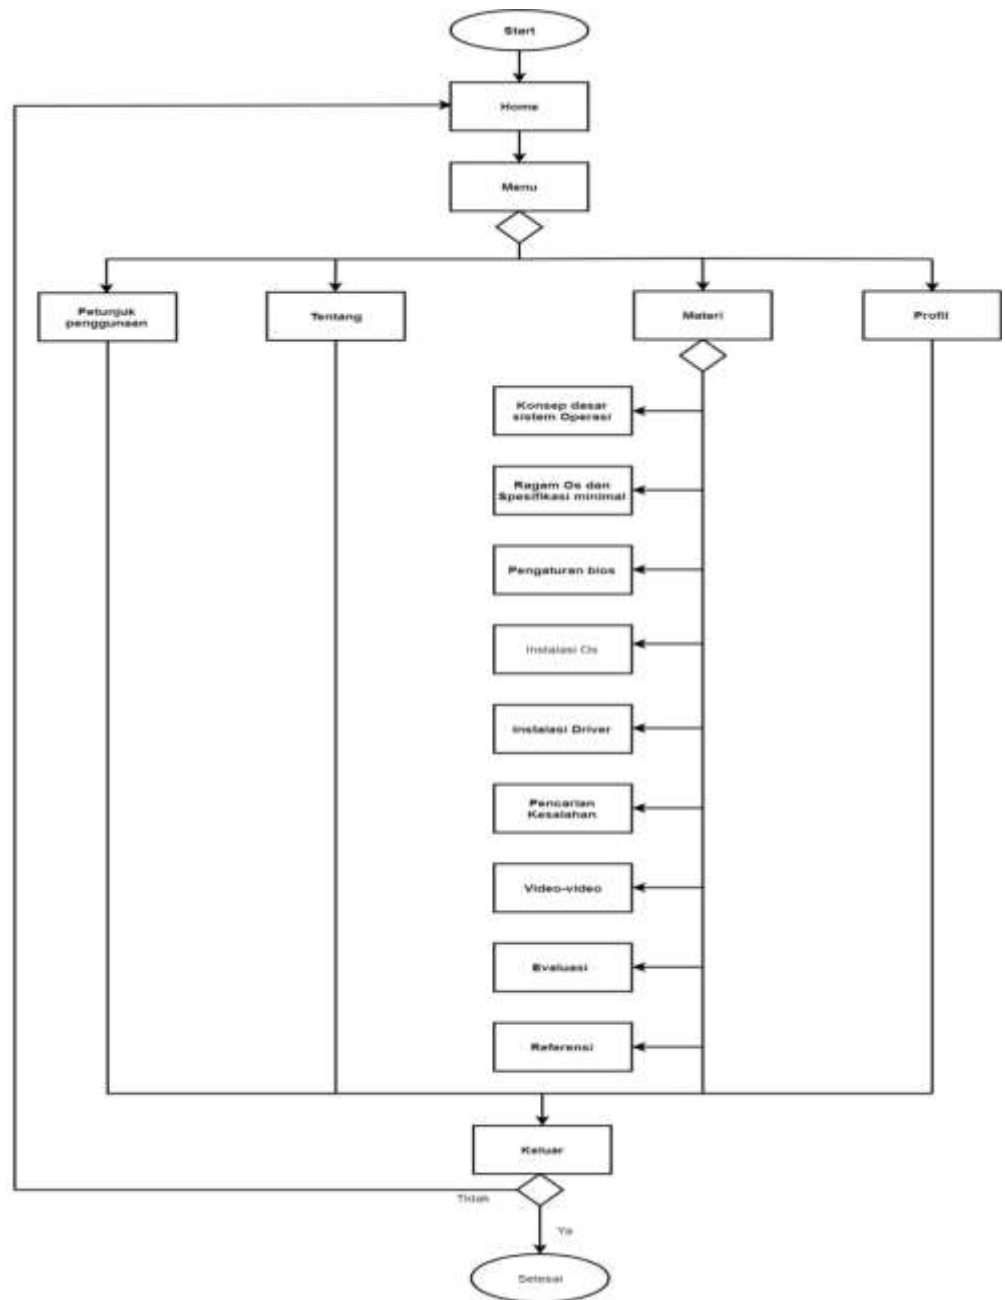 Start
Home
Menu
Petunjuk
penggunaan
Tentang
Materi
Profil
Konsep dasar
sistem Operasi
Ragam Os dan
Spesifikasi minimal
Pengaturan bios
Instalasi Os
Instalasi Driver
Pencarian
Kesalahan
Video-video
Evaluasi
Referensi
Keluar
Tidak
Ya
Selesai